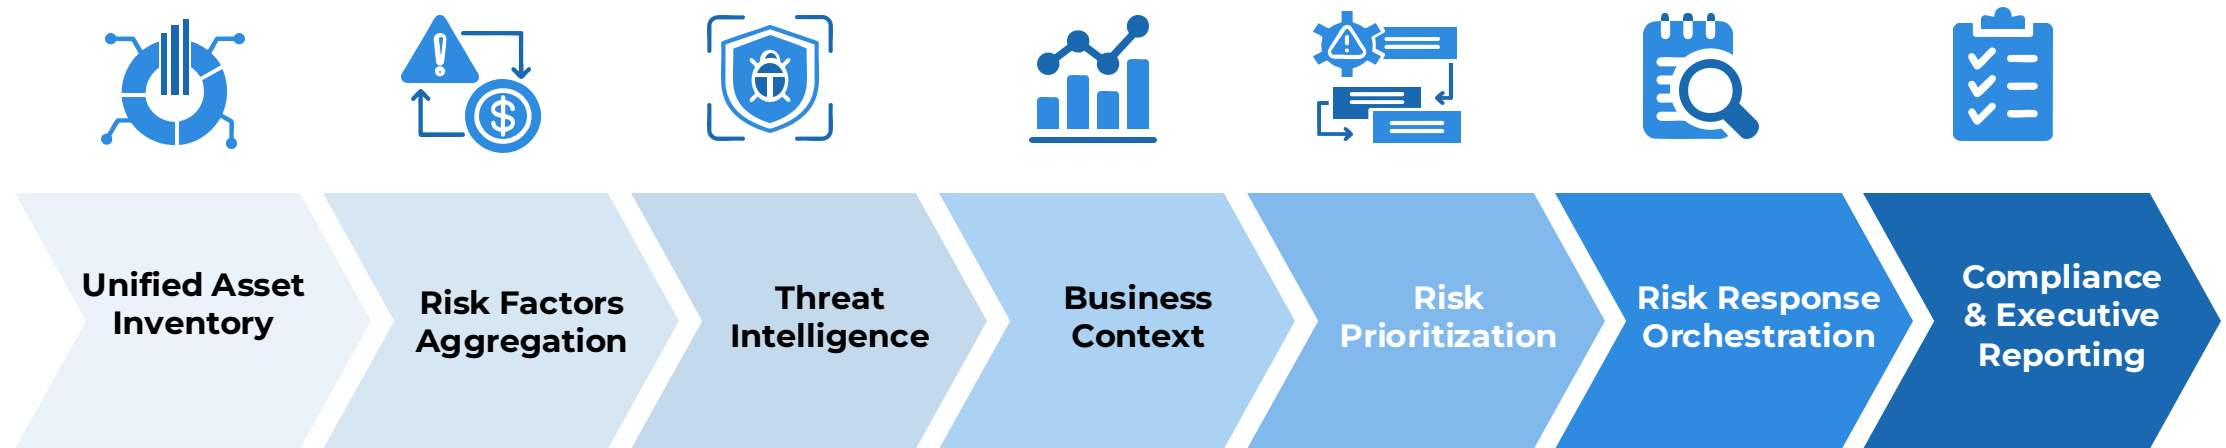 Unified Asset
Inventory
Risk Factors
Aggregation
Threat
Intelligence
Business
Context
Risk
Prioritization
Risk Response
Orchestration
Compliance
& Executive
Reporting